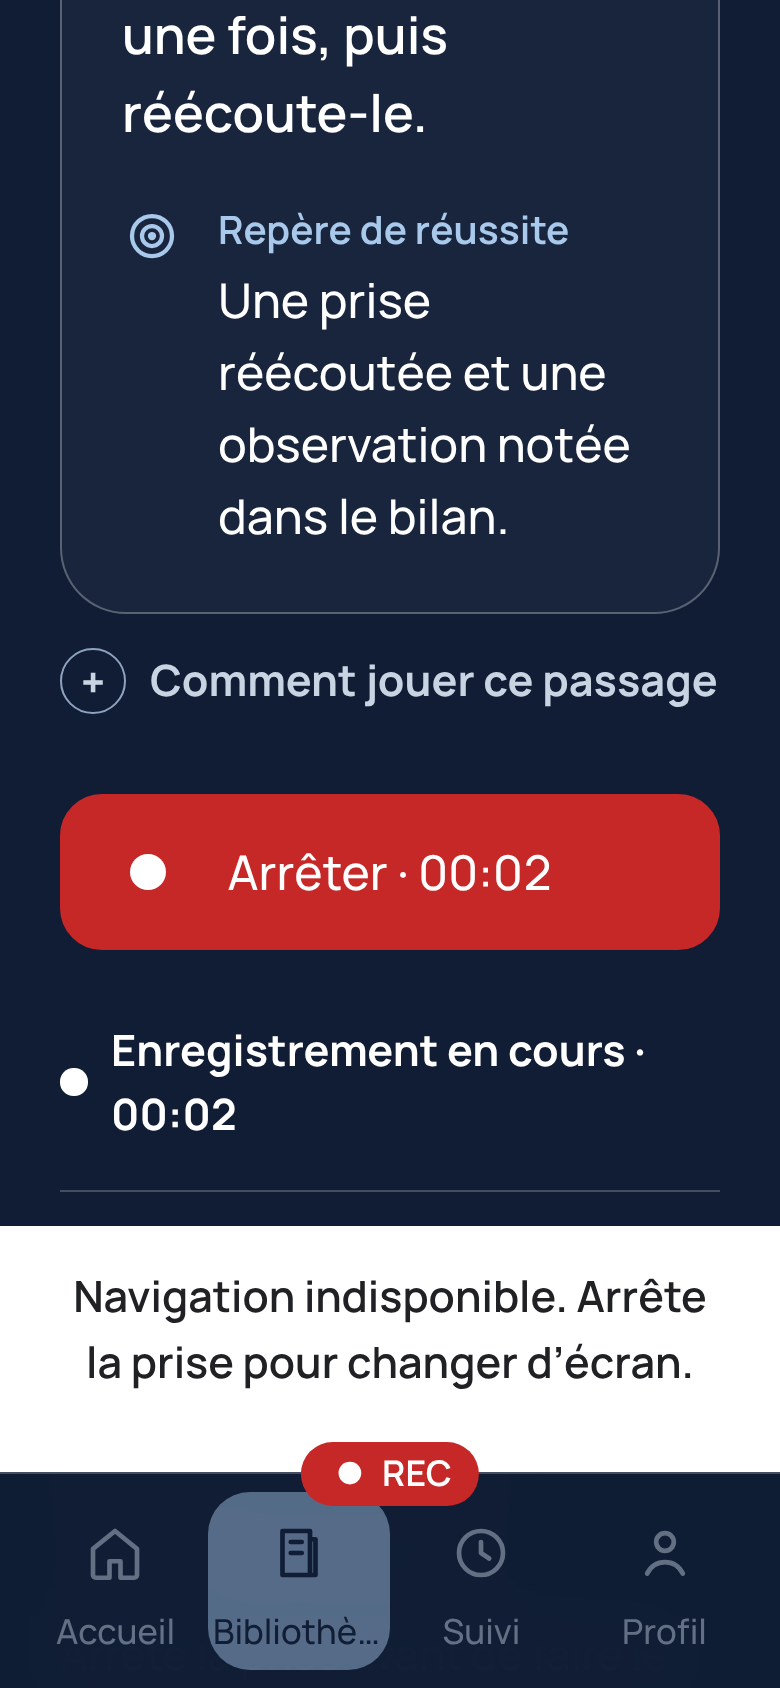 une fois, puis
réécoute-le.
Repère de réussite
Une prise
réécoutée et une
observation notée
dans le bilan.
+ Comment jouer ce passage
Arrêter · 00:02
Enregistrement en cours ·
00:02
Navigation indisponible. Arrête
la prise pour changer d’écran.
REC
Accueil
Bibliothè…
Suivi
Profil